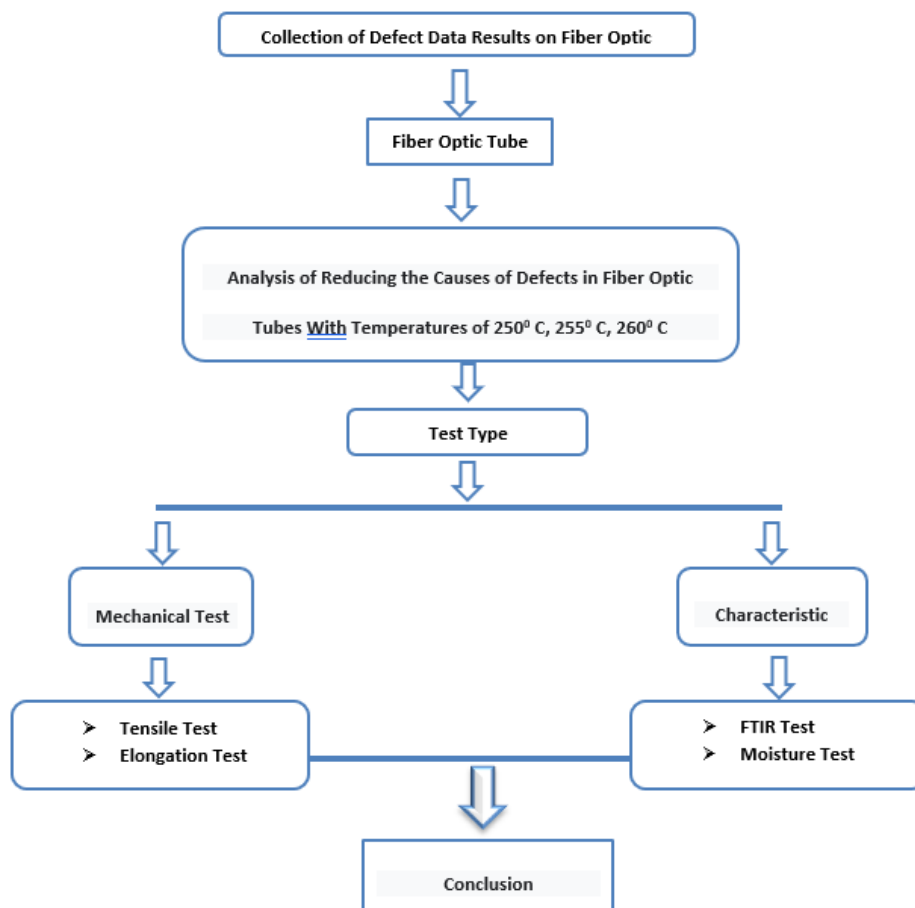 Collection of Defect Data Results on Fiber Optic
Fiber Optic Tube
Analysis of Reducing the Causes of Defects in Fiber Optic
Tubes With Temperatures of 250⁰ C, 255⁰ C, 260⁰ C
Test Type
Mechanical Test
Characteristic
➤ Tensile Test
➤ Elongation Test
➤ FTIR Test
➤ Moisture Test
Conclusion